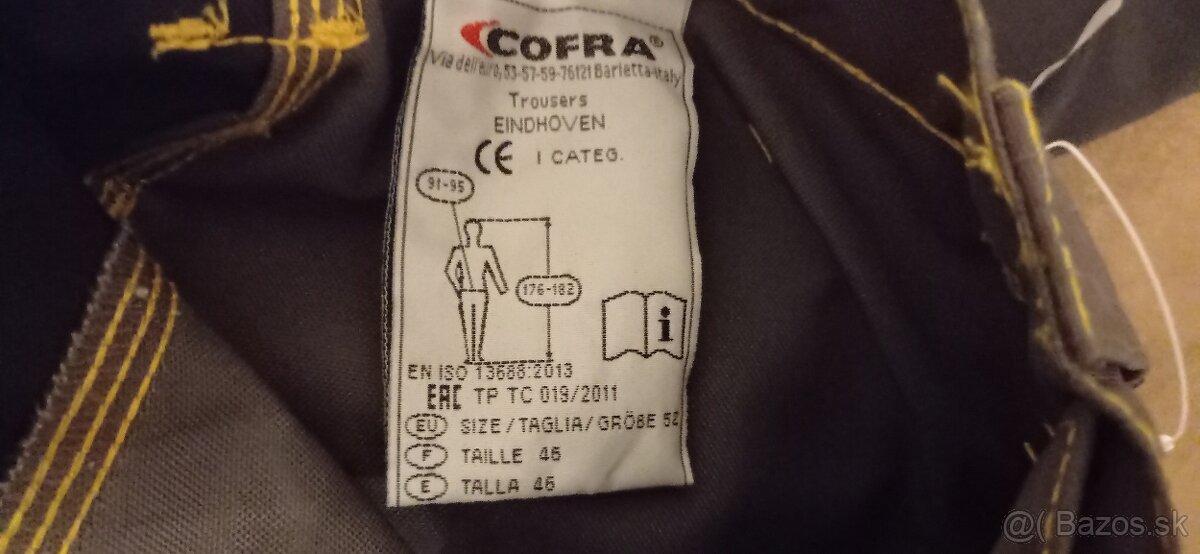 COFRA®
Via dell'euro, 53-57-59-76121 Barletta-Italy
Trousers
EINDHOVEN
CE I CATEG.
91-95
176-182
i
EN ISO 13688:2013
EAC TP TC 019/2011
EU SIZE/TAGLIA/GRÖßE 52
F TAILLE 46
E TALLA 46
@( Bazos.sk